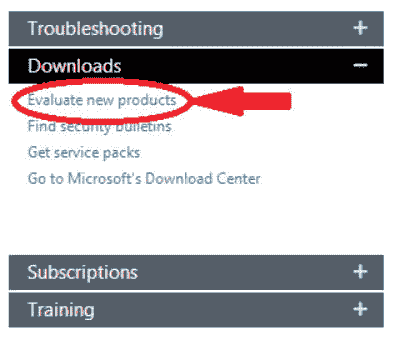 Troubleshooting +
Downloads −
Evaluate new products
Find security bulletins
Get service packs
Go to Microsoft's Download Center
Subscriptions +
Training +